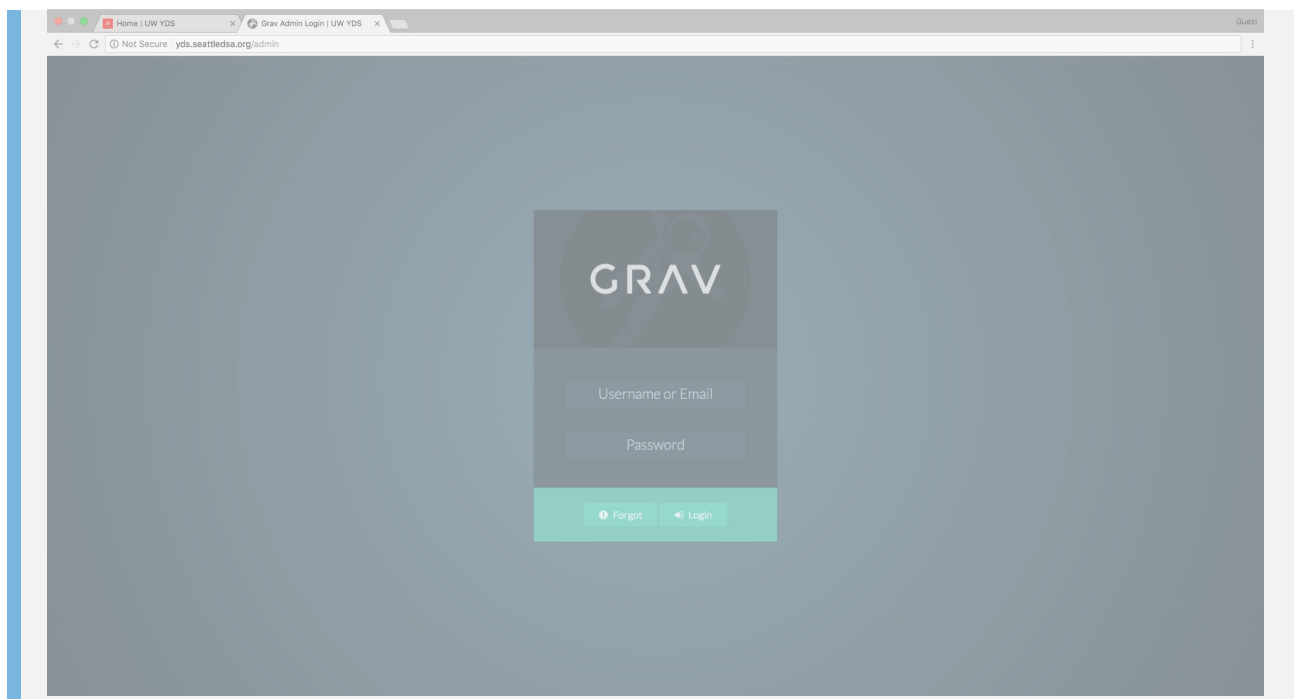 Home | UW YDS
Grav Admin Login | UW YDS
Guest
Not Secure yds.seattledsa.org/admin
GRAV
Username or Email
Password
Forgot
Login